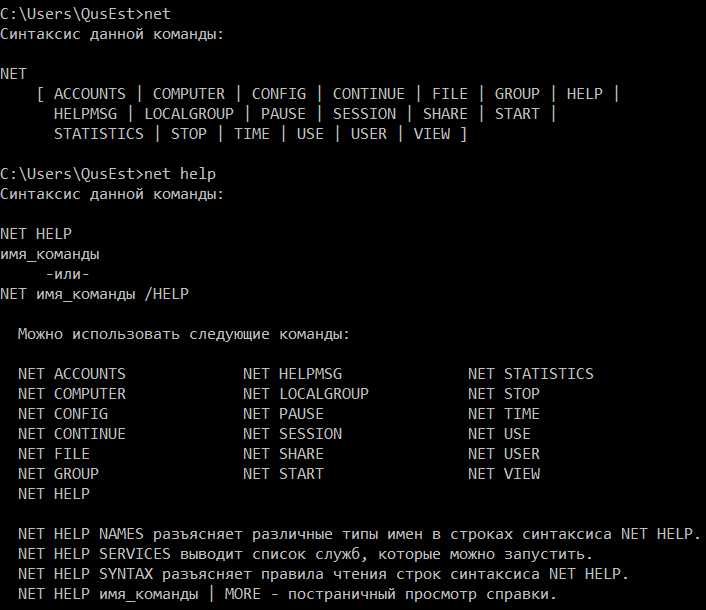 C:\Users\QusEst>net
Синтаксис данной команды:
NET
[ ACCOUNTS | COMPUTER | CONFIG | CONTINUE | FILE | GROUP | HELP |
HELPMSG | LOCALGROUP | PAUSE | SESSION | SHARE | START |
STATISTICS | STOP | TIME | USE | USER | VIEW ]
C:\Users\QusEst>net help
Синтаксис данной команды:
NET HELP
имя_команды
-или-
NET имя_команды /HELP
Можно использовать следующие команды:
NET ACCOUNTS NET HELPMSG NET STATISTICS
NET COMPUTER NET LOCALGROUP NET STOP
NET CONFIG NET PAUSE NET TIME
NET CONTINUE NET SESSION NET USE
NET FILE NET SHARE NET USER
NET GROUP NET START NET VIEW
NET HELP
NET HELP NAMES разъясняет различные типы имен в строках синтаксиса NET HELP.
NET HELP SERVICES выводит список служб, которые можно запустить.
NET HELP SYNTAX разъясняет правила чтения строк синтаксиса NET HELP.
NET HELP имя_команды | MORE - постраничный просмотр справки.